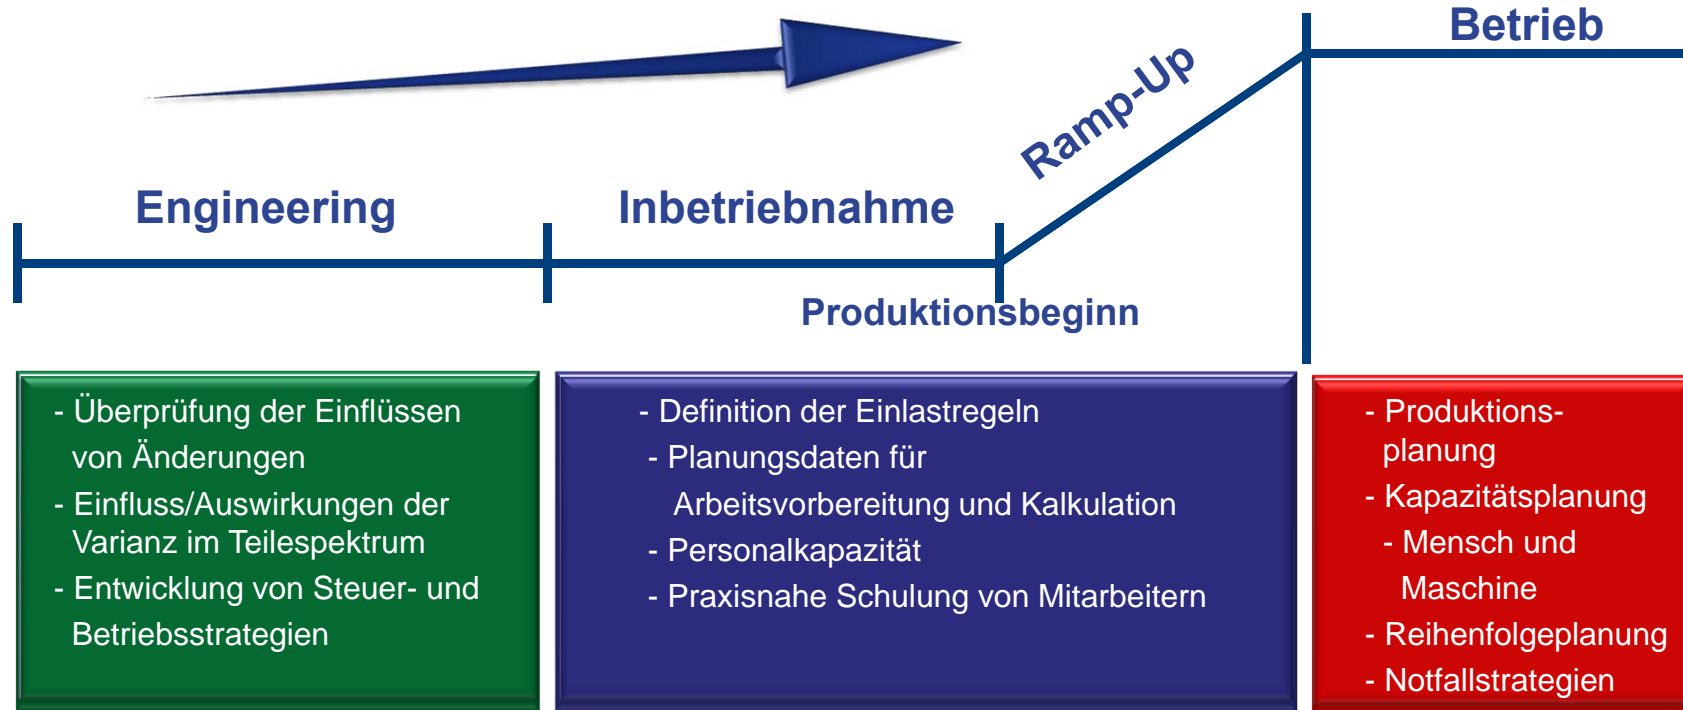 Betrieb
Ramp-Up
Engineering
Inbetriebnahme
Produktionsbeginn
- Überprüfung der Einflüssen
von Änderungen
- Einfluss/Auswirkungen der
Varianz im Teilespektrum
- Entwicklung von Steuer- und
Betriebsstrategien
- Definition der Einlastregeln
- Planungsdaten für
Arbeitsvorbereitung und Kalkulation
- Personalkapazität
- Praxisnahe Schulung von Mitarbeitern
- Produktions-
planung
- Kapazitätsplanung
- Mensch und
Maschine
- Reihenfolgeplanung
- Notfallstrategien